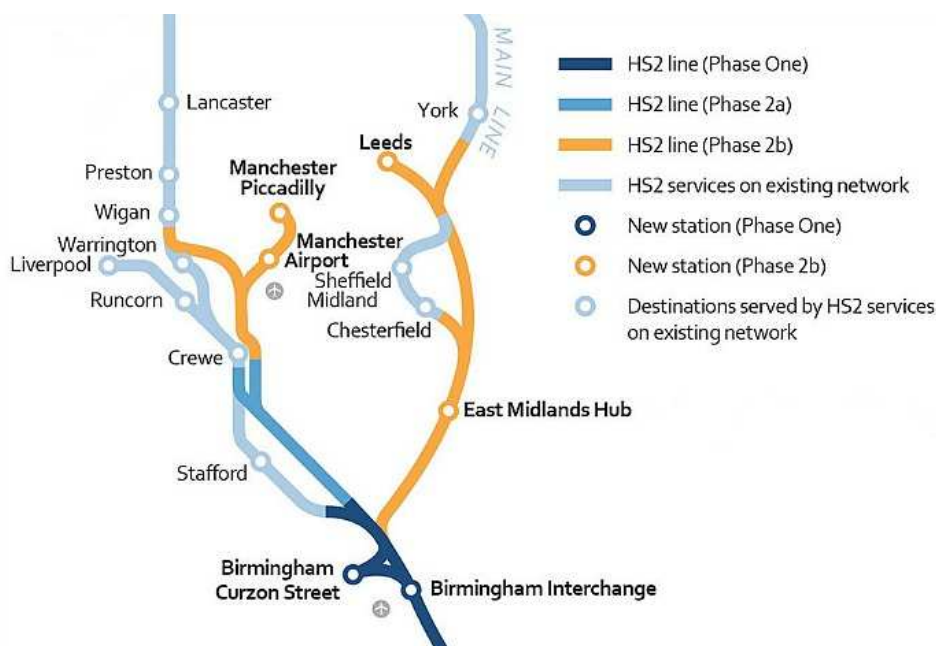 Lancaster
Preston
Wigan
Warrington
Liverpool
Runcorn
Crewe
Stafford
Manchester
Piccadilly
Manchester
Airport
Leeds
York
MAIN LINE
Sheffield
Midland
Chesterfield
East Midlands Hub
Birmingham
Curzon Street
Birmingham Interchange
HS2 line (Phase One)
HS2 line (Phase 2a)
HS2 line (Phase 2b)
HS2 services on existing network
New station (Phase One)
New station (Phase 2b)
Destinations served by HS2 services
on existing network